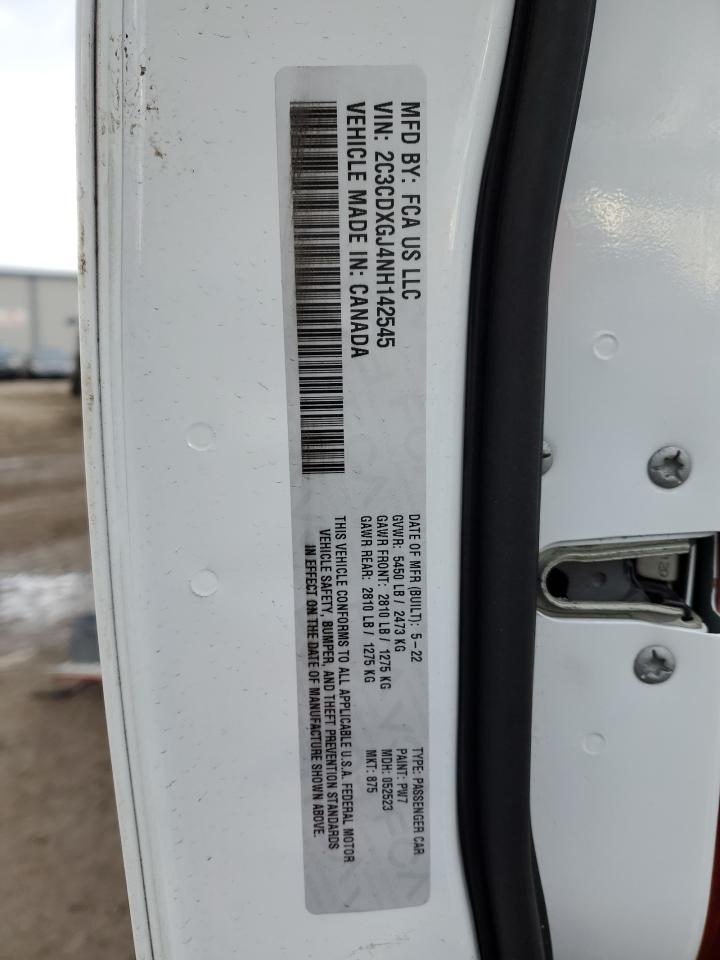 MFD BY: FCA US LLC
VIN: 2C3CDXGJ4NH142545
VEHICLE MADE IN: CANADA
DATE OF MFR (BUILT): 5-22
GVWR: 5450 LB / 2473 KG
GAWR FRONT: 2810 LB / 1275 KG
GAWR REAR: 2810 LB / 1275 KG
TYPE: PASSENGER CAR
PAINT: PW7
MDH: 052523
MKT: 875
THIS VEHICLE CONFORMS TO ALL APPLICABLE U.S.A. FEDERAL MOTOR
VEHICLE SAFETY, BUMPER, AND THEFT PREVENTION STANDARDS
IN EFFECT ON THE DATE OF MANUFACTURE SHOWN ABOVE.